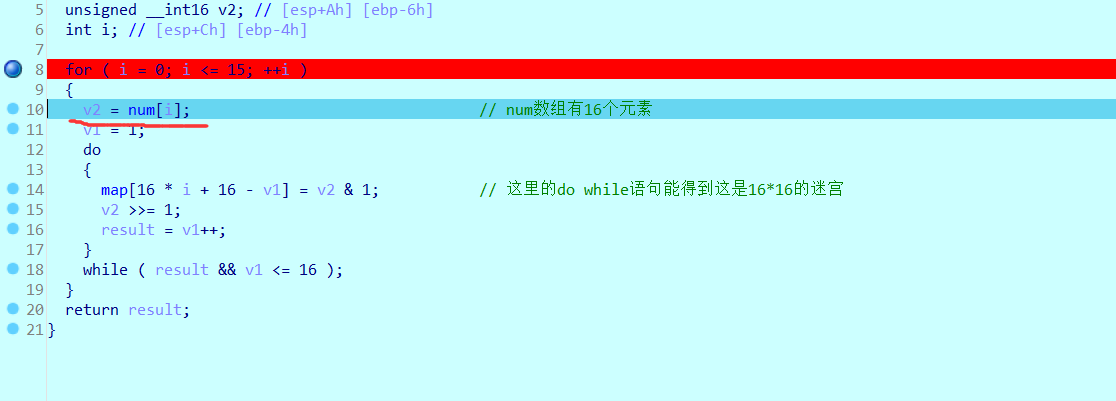 5 unsigned __int16 v2; // [esp+Ah] [ebp-6h]
6 int i; // [esp+Ch] [ebp-4h]
7
8 for ( i = 0; i <= 15; ++i )
9 {
10 v2 = num[i]; // num数组有16个元素
11 v1 = 1;
12 do
13 {
14 map[16 * i + 16 - v1] = v2 & 1; // 这里的do while语句能得到这是16*16的迷宫
15 v2 >>= 1;
16 result = v1++;
17 }
18 while ( result && v1 <= 16 );
19 }
20 return result;
21 }